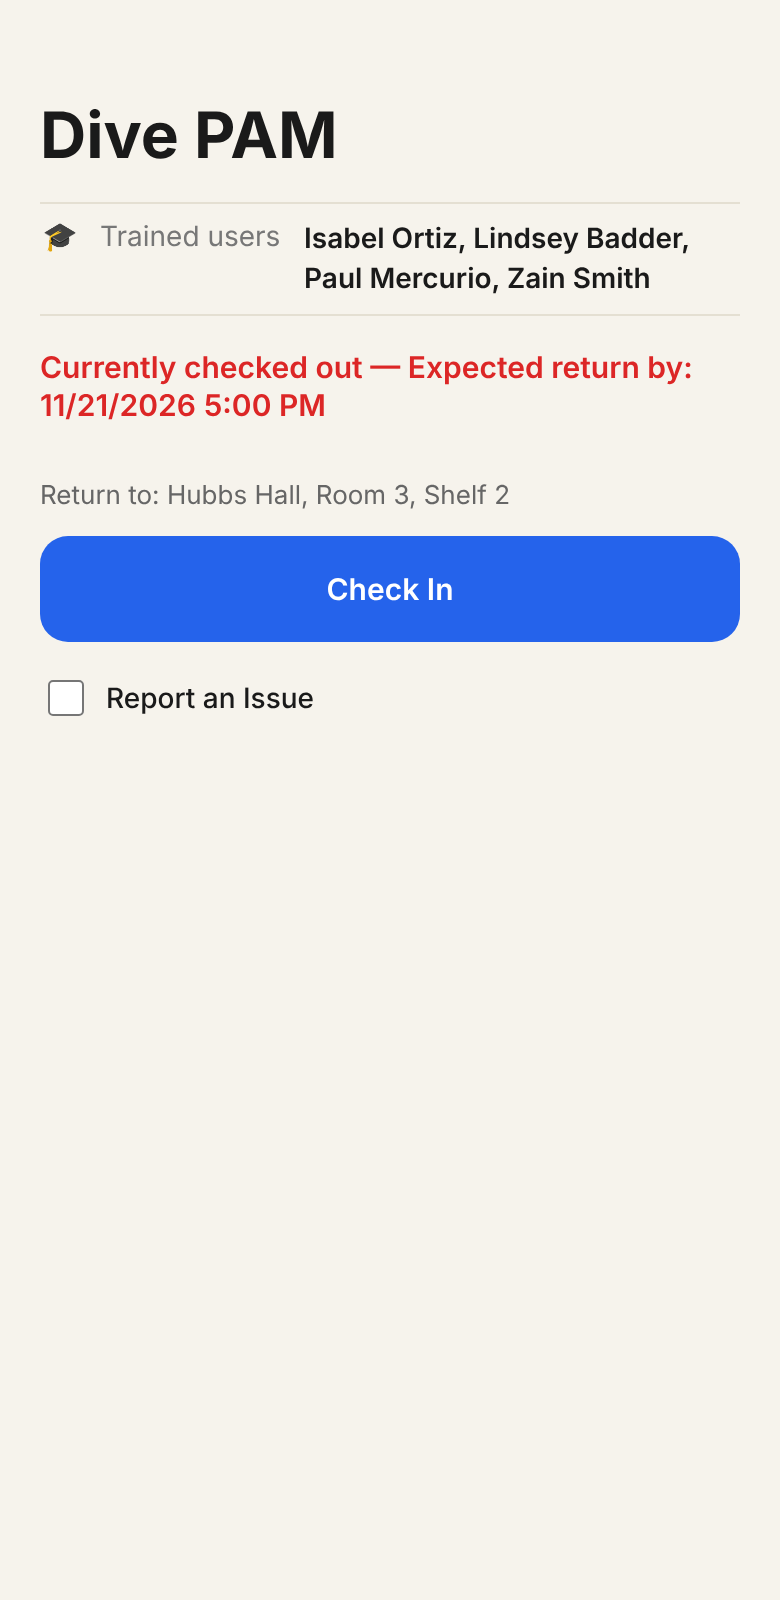 Dive PAM
🎓 Trained users Isabel Ortiz, Lindsey Badder,
Paul Mercurio, Zain Smith
Currently checked out — Expected return by:
11/21/2026 5:00 PM
Return to: Hubbs Hall, Room 3, Shelf 2
Check In
Report an Issue